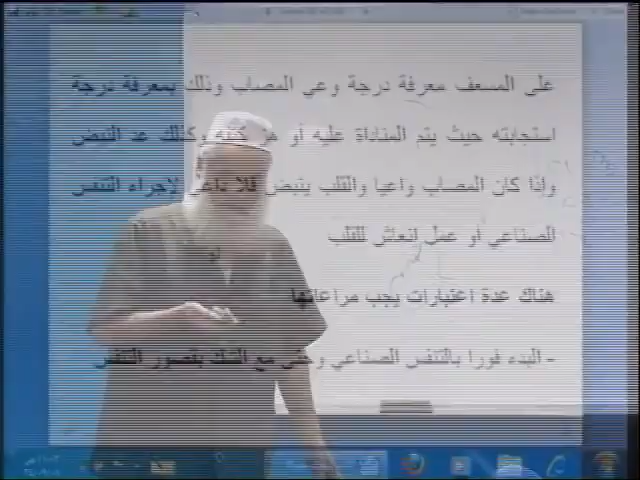 على المسعف معرفة درجة وعي المصاب وذلك بمعرفة درجة
استجابته حيث يتم المناداة عليه أو هز كتفه وكذلك عد النبض
وإذا كان المصاب واعيا والقلب ينبض فلا داعي لإجراء التنفس
الصناعي أو عمل إنعاش للقلب
هناك عدة اعتبارات يجب مراعاتها
- البدء فورا بالتنفس الصناعي وحتى مع الشك بقصور التنفس